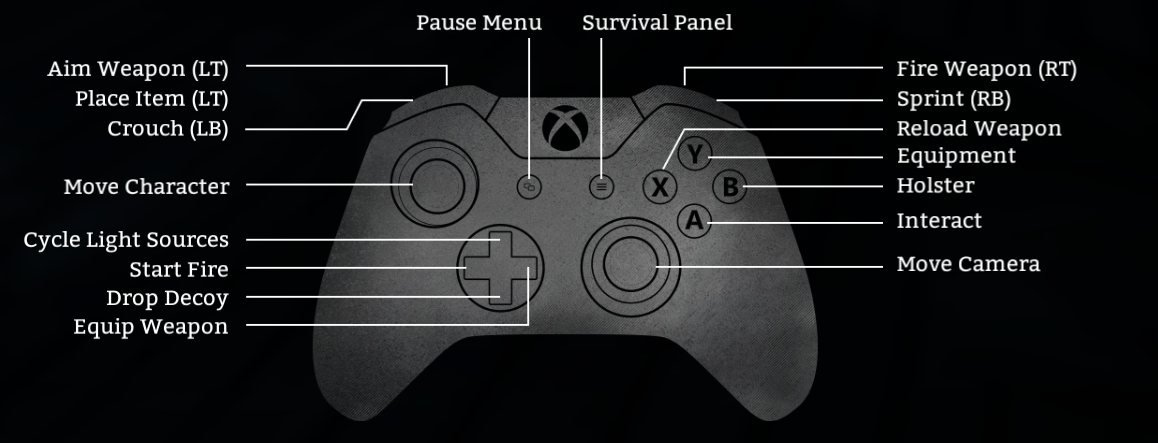 Pause Menu
Survival Panel
Aim Weapon (LT)
Place Item (LT)
Crouch (LB)
Move Character
Cycle Light Sources
Start Fire
Drop Decoy
Equip Weapon
Fire Weapon (RT)
Sprint (RB)
Reload Weapon
Equipment
Holster
Interact
Move Camera
Y
X
B
A